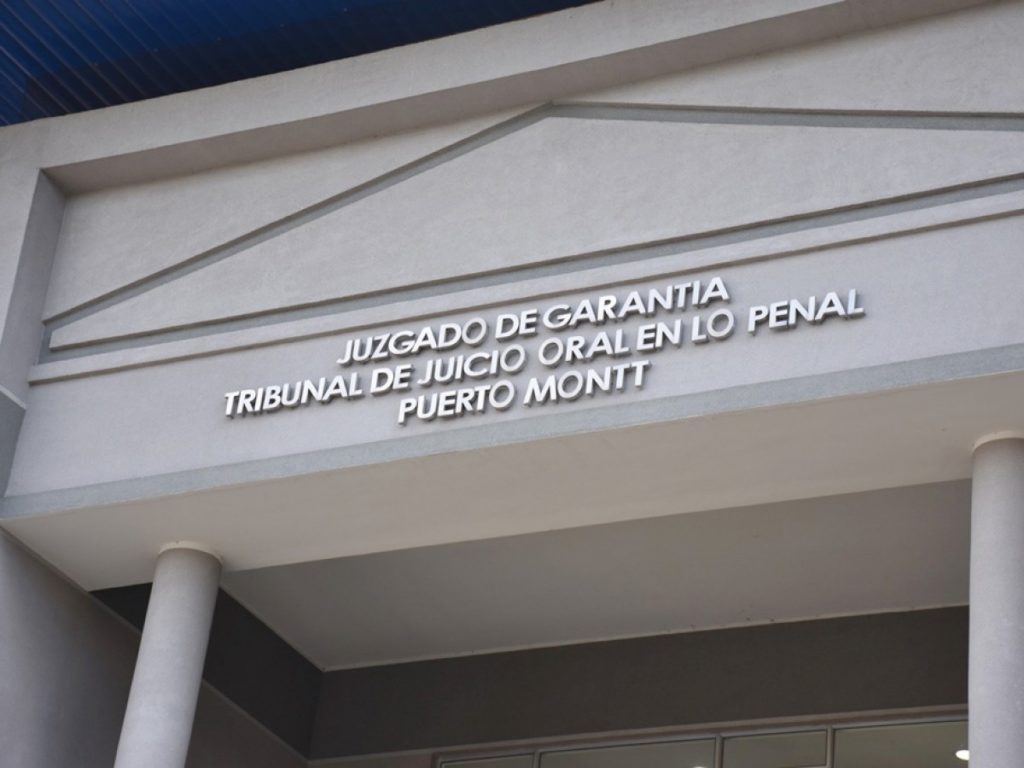 JUZGADO DE GARANTIA
TRIBUNAL DE JUICIO ORAL EN LO PENAL
PUERTO MONTT